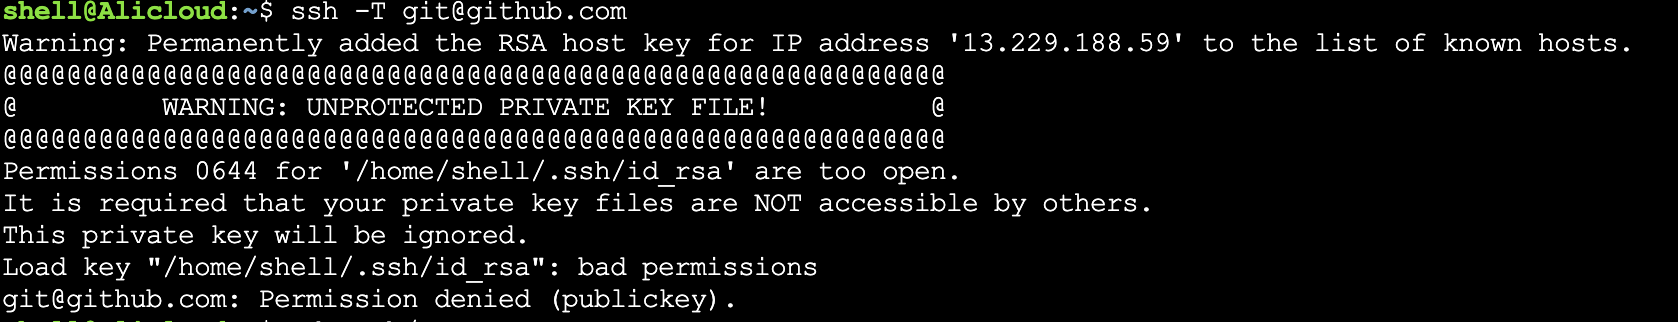 shell@Alicloud:~$ ssh -T git@github.com
Warning: Permanently added the RSA host key for IP address '13.229.188.59' to the list of known hosts.
@@@@@@@@@@@@@@@@@@@@@@@@@@@@@@@@@@@@@@@@@@@@@@@@@@@@@@@@@@@
@         WARNING: UNPROTECTED PRIVATE KEY FILE!          @
@@@@@@@@@@@@@@@@@@@@@@@@@@@@@@@@@@@@@@@@@@@@@@@@@@@@@@@@@@@
Permissions 0644 for '/home/shell/.ssh/id_rsa' are too open.
It is required that your private key files are NOT accessible by others.
This private key will be ignored.
Load key "/home/shell/.ssh/id_rsa": bad permissions
git@github.com: Permission denied (publickey).